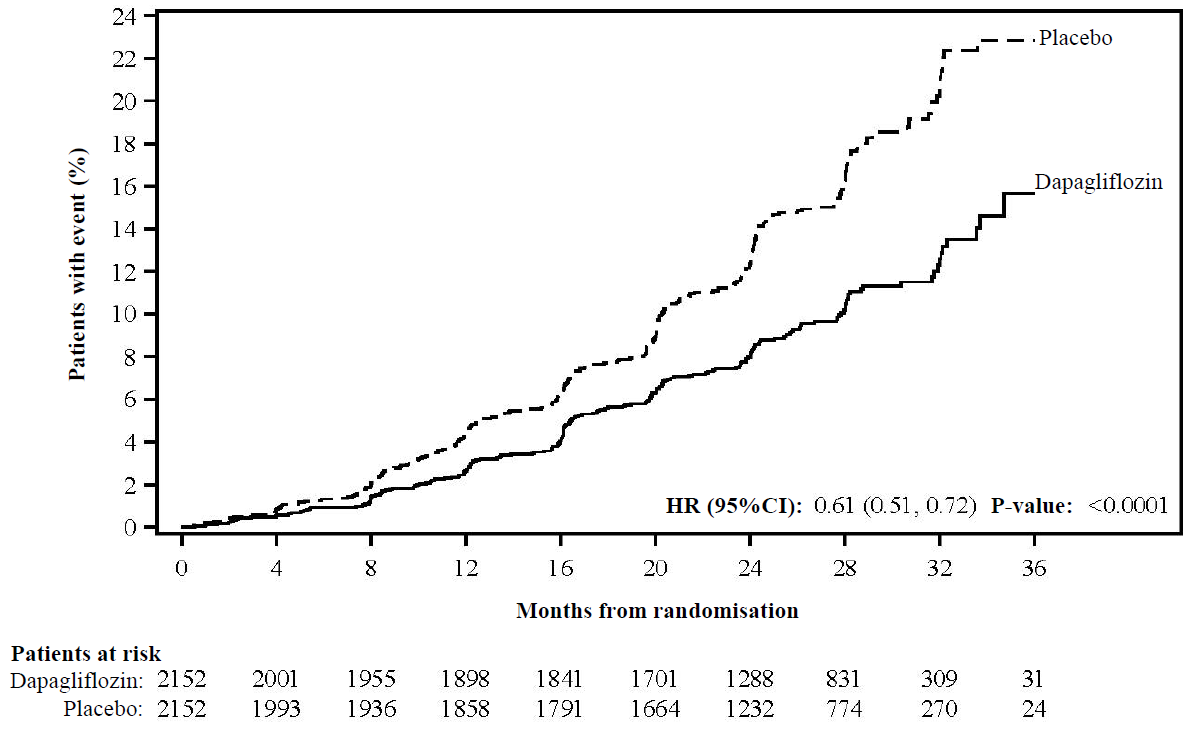 24
Placebo
22
20
18
Dapagliflozin
16
14
12
10
8
6
4
2
0
Patients with event (%)
HR (95%CI): 0.61 (0.51, 0.72) P-value: <0.0001
0 4 8 12 16 20 24 28 32 36
Months from randomisation
Patients at risk
Dapagliflozin: 2152 2001 1955 1898 1841 1701 1288 831 309 31
Placebo: 2152 1993 1936 1858 1791 1664 1232 774 270 24